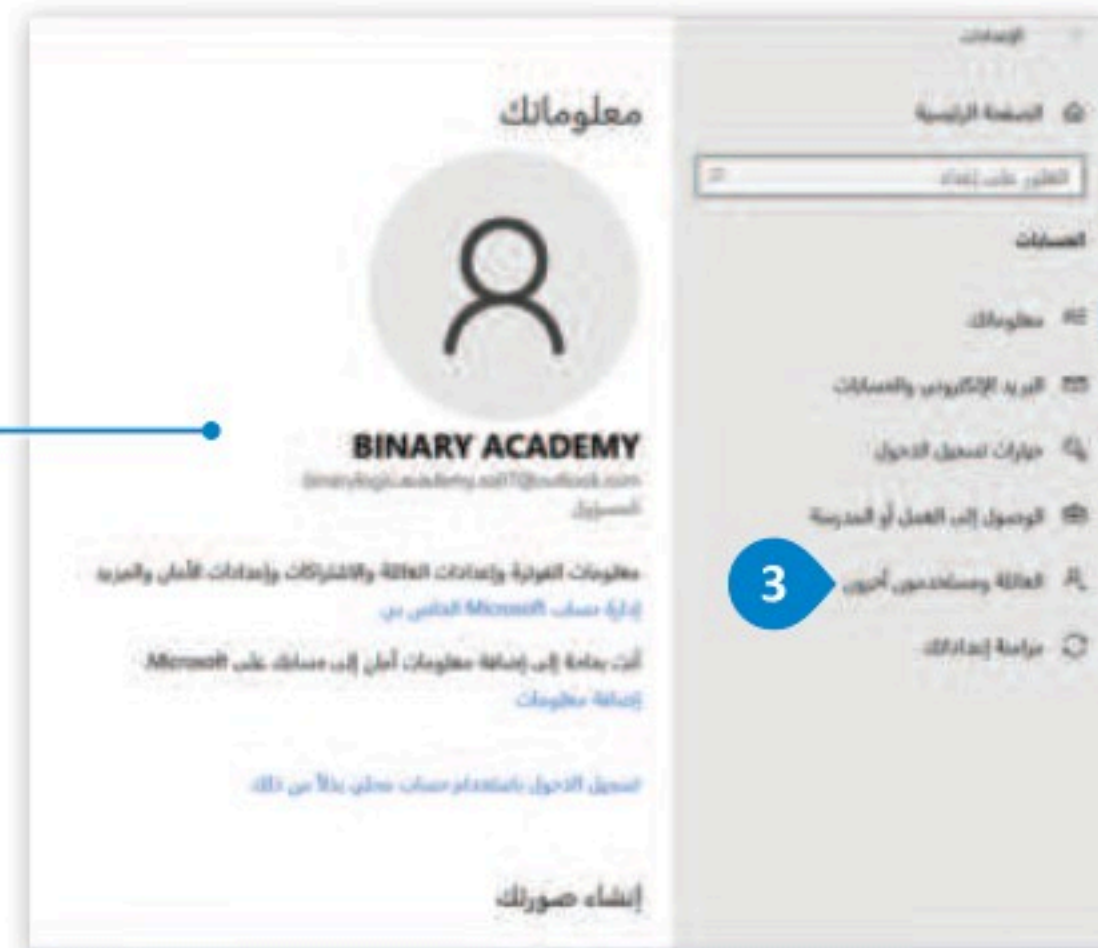 الإعدادات
الصفحة الرئيسية
العثور على إعداد
الحسابات
معلوماتك
البريد الإلكتروني والحسابات
خيارات تسجيل الدخول
الوصول إلى العمل أو المدرسة
العائلة ومستخدمون آخرون
3
مزامنة إعداداتك
معلوماتك
BINARY ACADEMY
المسؤول
معلومات الفوترة وإعدادات العائلة والاشتراكات وإعدادات الأمان والمزيد
إدارة حساب Microsoft الخاص بي
أنت بحاجة إلى إضافة معلومات أمان إلى حسابك على Microsoft.
إضافة معلومات
تسجيل الدخول باستخدام حساب محلي بدلاً من ذلك
إنشاء صورتك